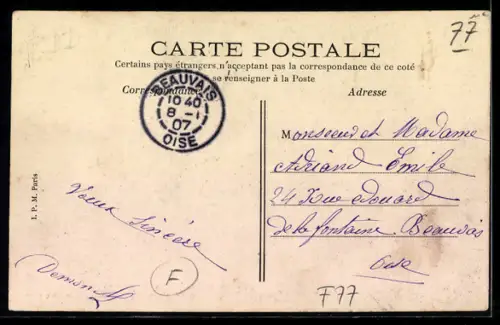 77
CARTE POSTALE
Certains pays étrangers n'acceptant pas la correspondance de ce coté
se renseigner à la Poste
Correspondance
Adresse
BEAUVAIS
10 40
8 - 1
07
OISE
Monsieur et Madame
Adriand Emile
24 Rue edouard
de la fontaine Beauvais
Oise
Voeux Sincère
I. P. M. Paris
F
F77